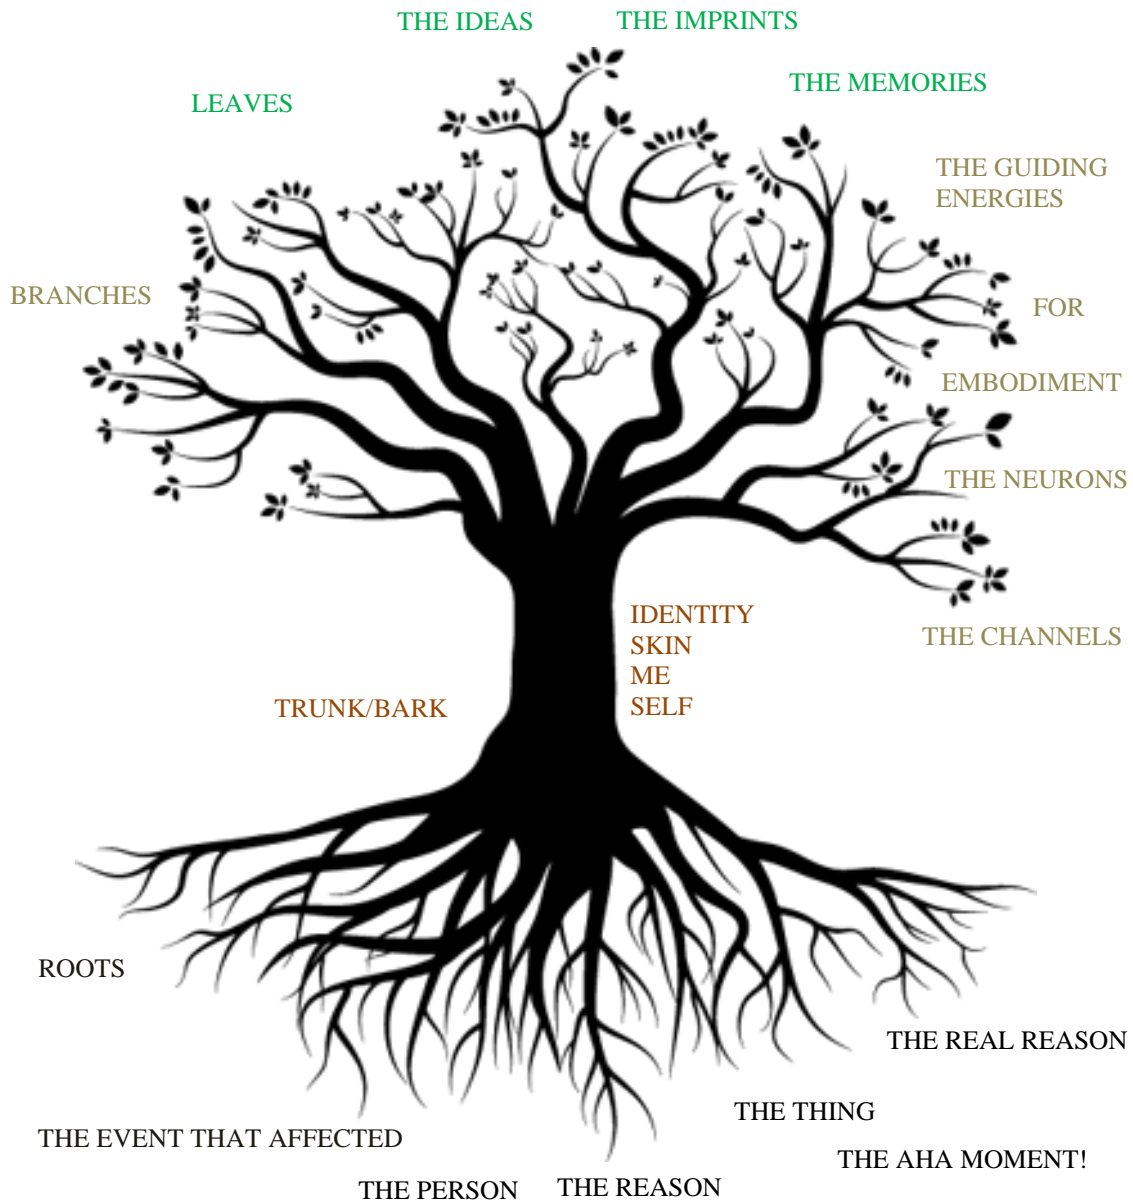 THE IDEAS
THE IMPRINTS
THE MEMORIES
LEAVES
THE GUIDING
ENERGIES
BRANCHES
FOR
EMBODIMENT
THE NEURONS
THE CHANNELS
IDENTITY
SKIN
ME
SELF
TRUNK/BARK
ROOTS
THE REAL REASON
THE THING
THE EVENT THAT AFFECTED
THE AHA MOMENT!
THE PERSON
THE REASON